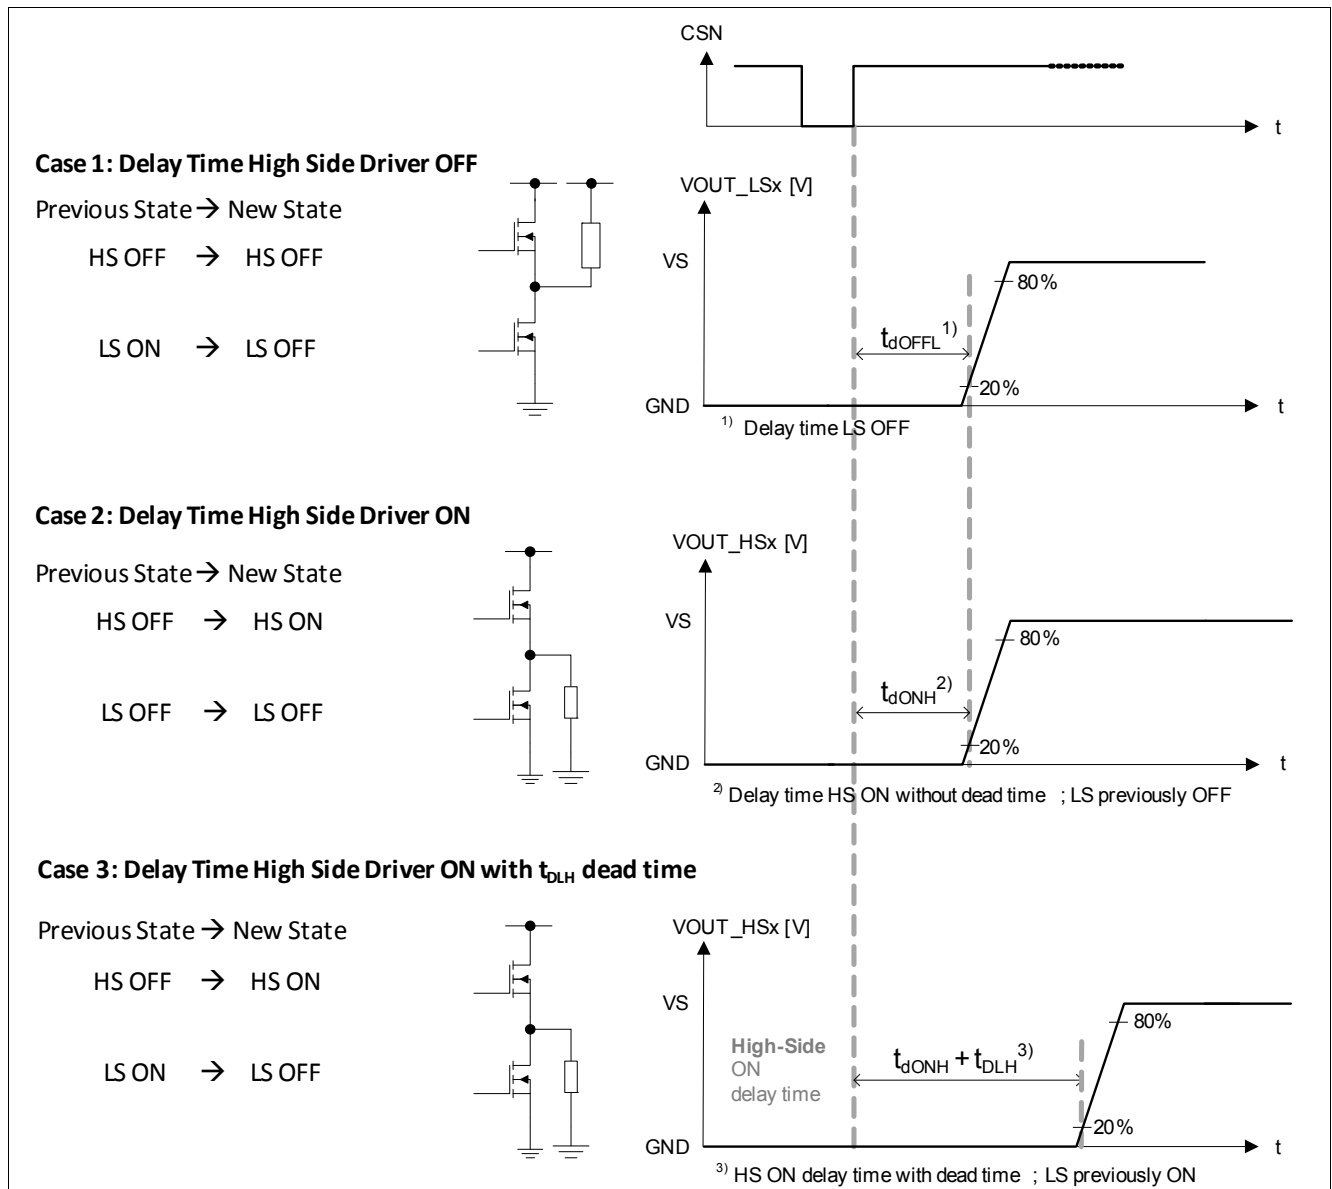 CSN
t
Case 1: Delay Time High Side Driver OFF
Previous State → New State
HS OFF → HS OFF
LS ON → LS OFF
VOUT_LSx [V]
VS
80%
tdOFFL1)
20%
GND
t
1) Delay time LS OFF
Case 2: Delay Time High Side Driver ON
Previous State → New State
HS OFF → HS ON
LS OFF → LS OFF
VOUT_HSx [V]
VS
80%
tdONH2)
20%
GND
t
2) Delay time HS ON without dead time ; LS previously OFF
Case 3: Delay Time High Side Driver ON with tDLH dead time
Previous State → New State
HS OFF → HS ON
LS ON → LS OFF
VOUT_HSx [V]
VS
80%
High-Side
ON
delay time
tdONH + tDLH3)
20%
GND
t
3) HS ON delay time with dead time ; LS previously ON